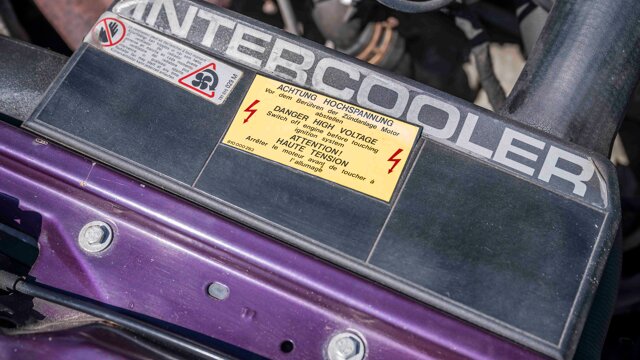 INTERCOOLER
ACHTUNG HOCHSPANNUNG
Vor dem Berühren der Zündanlage Motor
abstellen
DANGER HIGH VOLTAGE
Switch off engine before touching
ignition system
ATTENTION!
HAUTE TENSION
Arrêter le moteur avant de toucher à
l'allumage